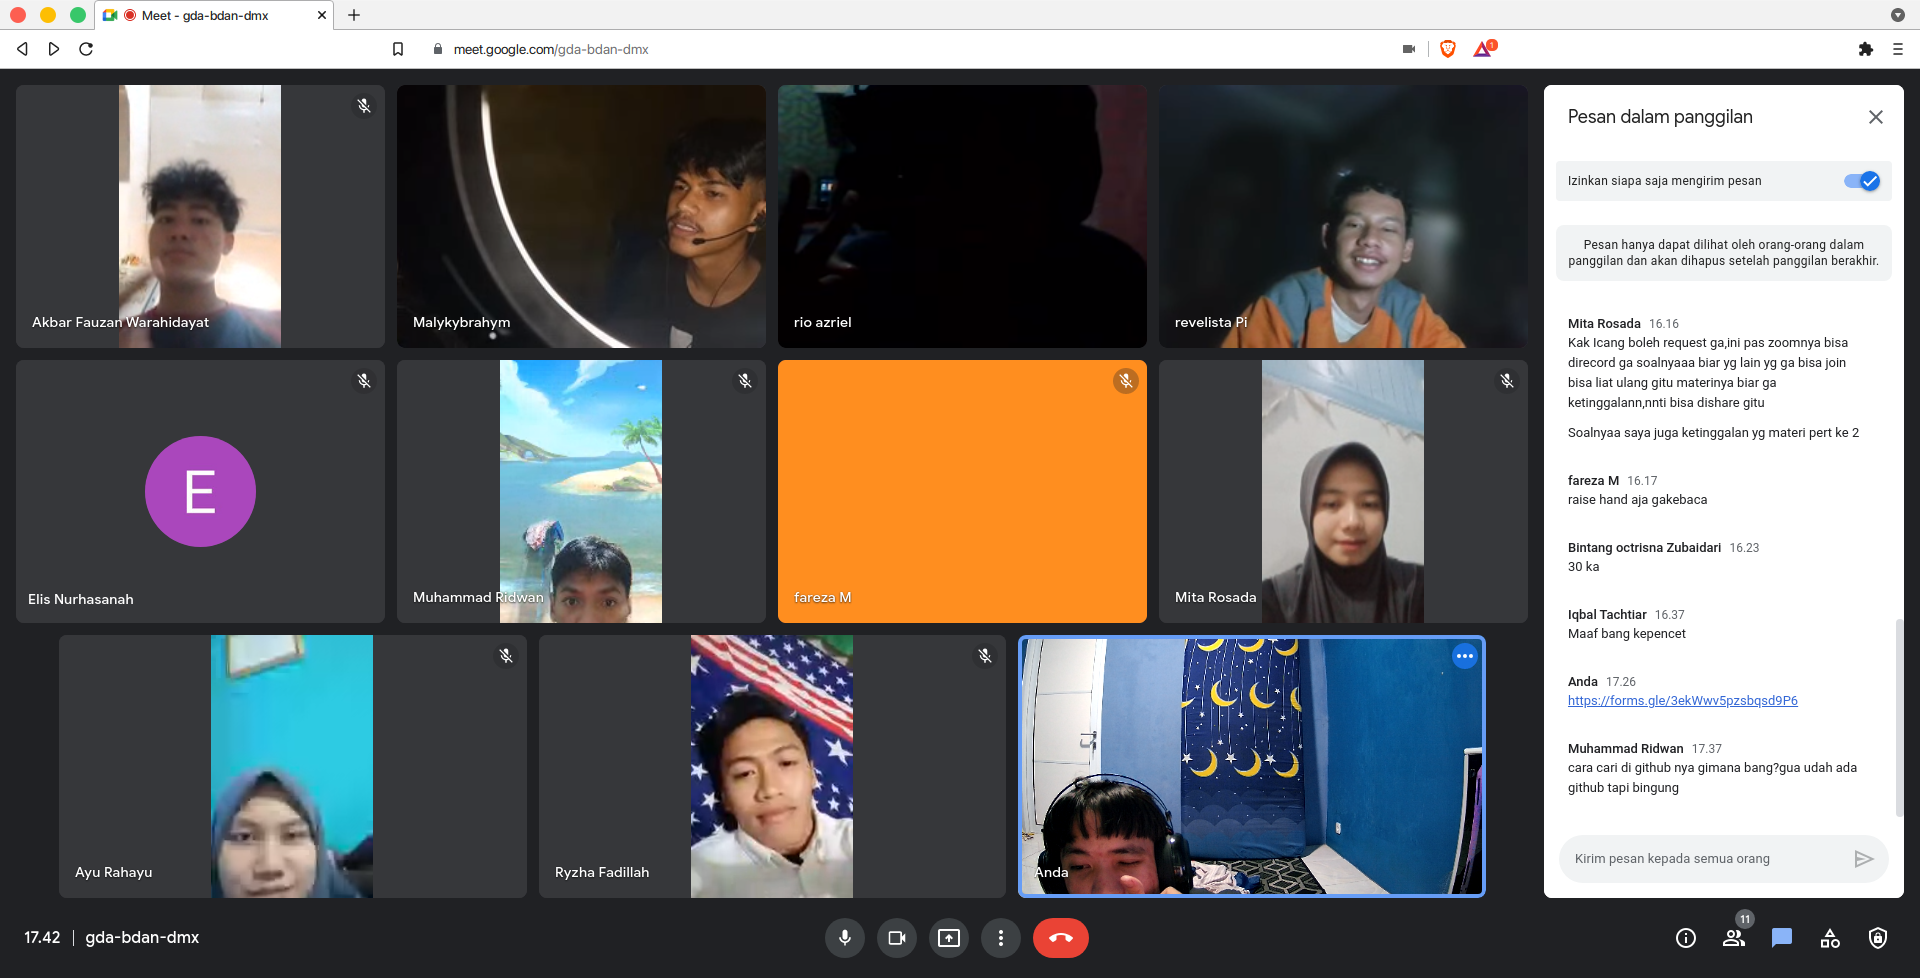 Meet - gda-bdan-dmx
meet.google.com/gda-bdan-dmx
1
Akbar Fauzan Warahidayat
Malykybrahym
rio azriel
revelista Pi
E
Elis Nurhasanah
Muhammad Ridwan
fareza M
Mita Rosada
Ayu Rahayu
Ryzha Fadillah
Anda
Pesan dalam panggilan
Izinkan siapa saja mengirim pesan
Pesan hanya dapat dilihat oleh orang-orang dalam
panggilan dan akan dihapus setelah panggilan berakhir.
Mita Rosada 16.16
Kak Icang boleh request ga,ini pas zoomnya bisa
direcord ga soalnyaaa biar yg lain yg ga bisa join
bisa liat ulang gitu materinya biar ga
ketinggalann,nnti bisa dishare gitu
Soalnyaa saya juga ketinggalan yg materi pert ke 2
fareza M 16.17
raise hand aja gakebaca
Bintang octrisna Zubaidari 16.23
30 ka
Iqbal Tachtiar 16.37
Maaf bang kepencet
Anda 17.26
https://forms.gle/3ekWwv5pzsbqsd9P6
Muhammad Ridwan 17.37
cara cari di github nya gimana bang?gua udah ada
github tapi bingung
Kirim pesan kepada semua orang
17.42 | gda-bdan-dmx
11